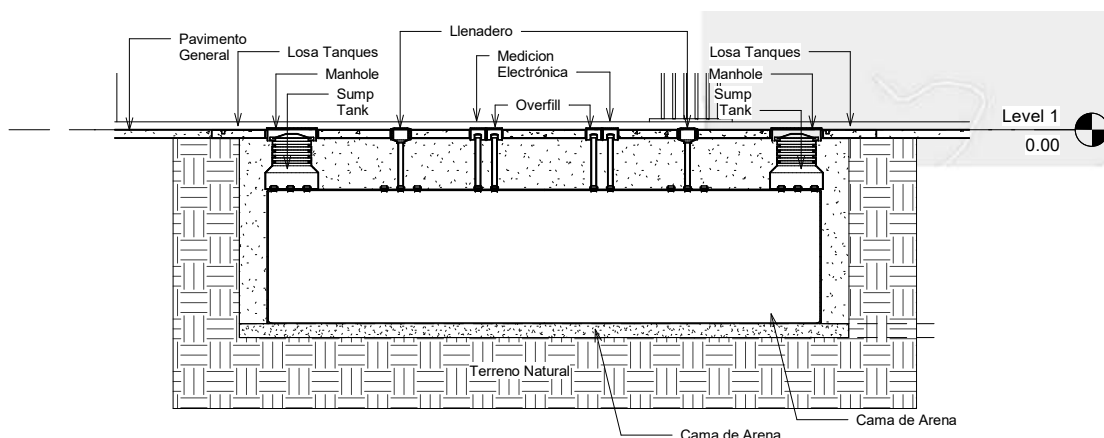 Pavimento
General
Losa Tanques
Manhole
Sump
Tank
Llenadero
Medicion
Electrónica
Overfill
Losa Tanques
Manhole
Sump
Tank
Level 1
0.00
Terreno Natural
Cama de Arena
Cama de Arena